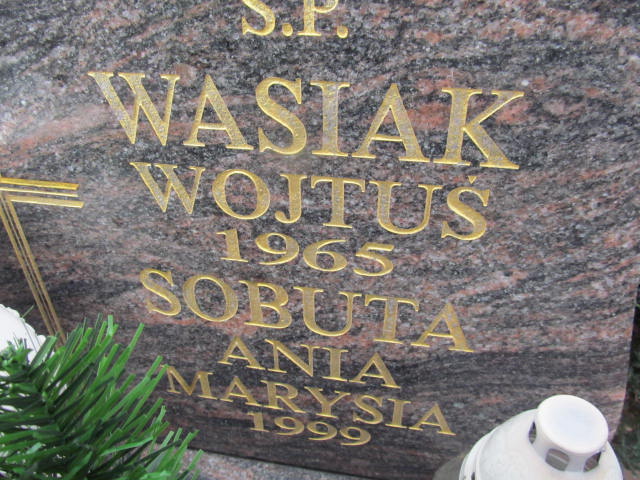 S.P.
WASIAK
WOJTUŚ
1965
SOBUTA
ANIA
MARYSIA
1999